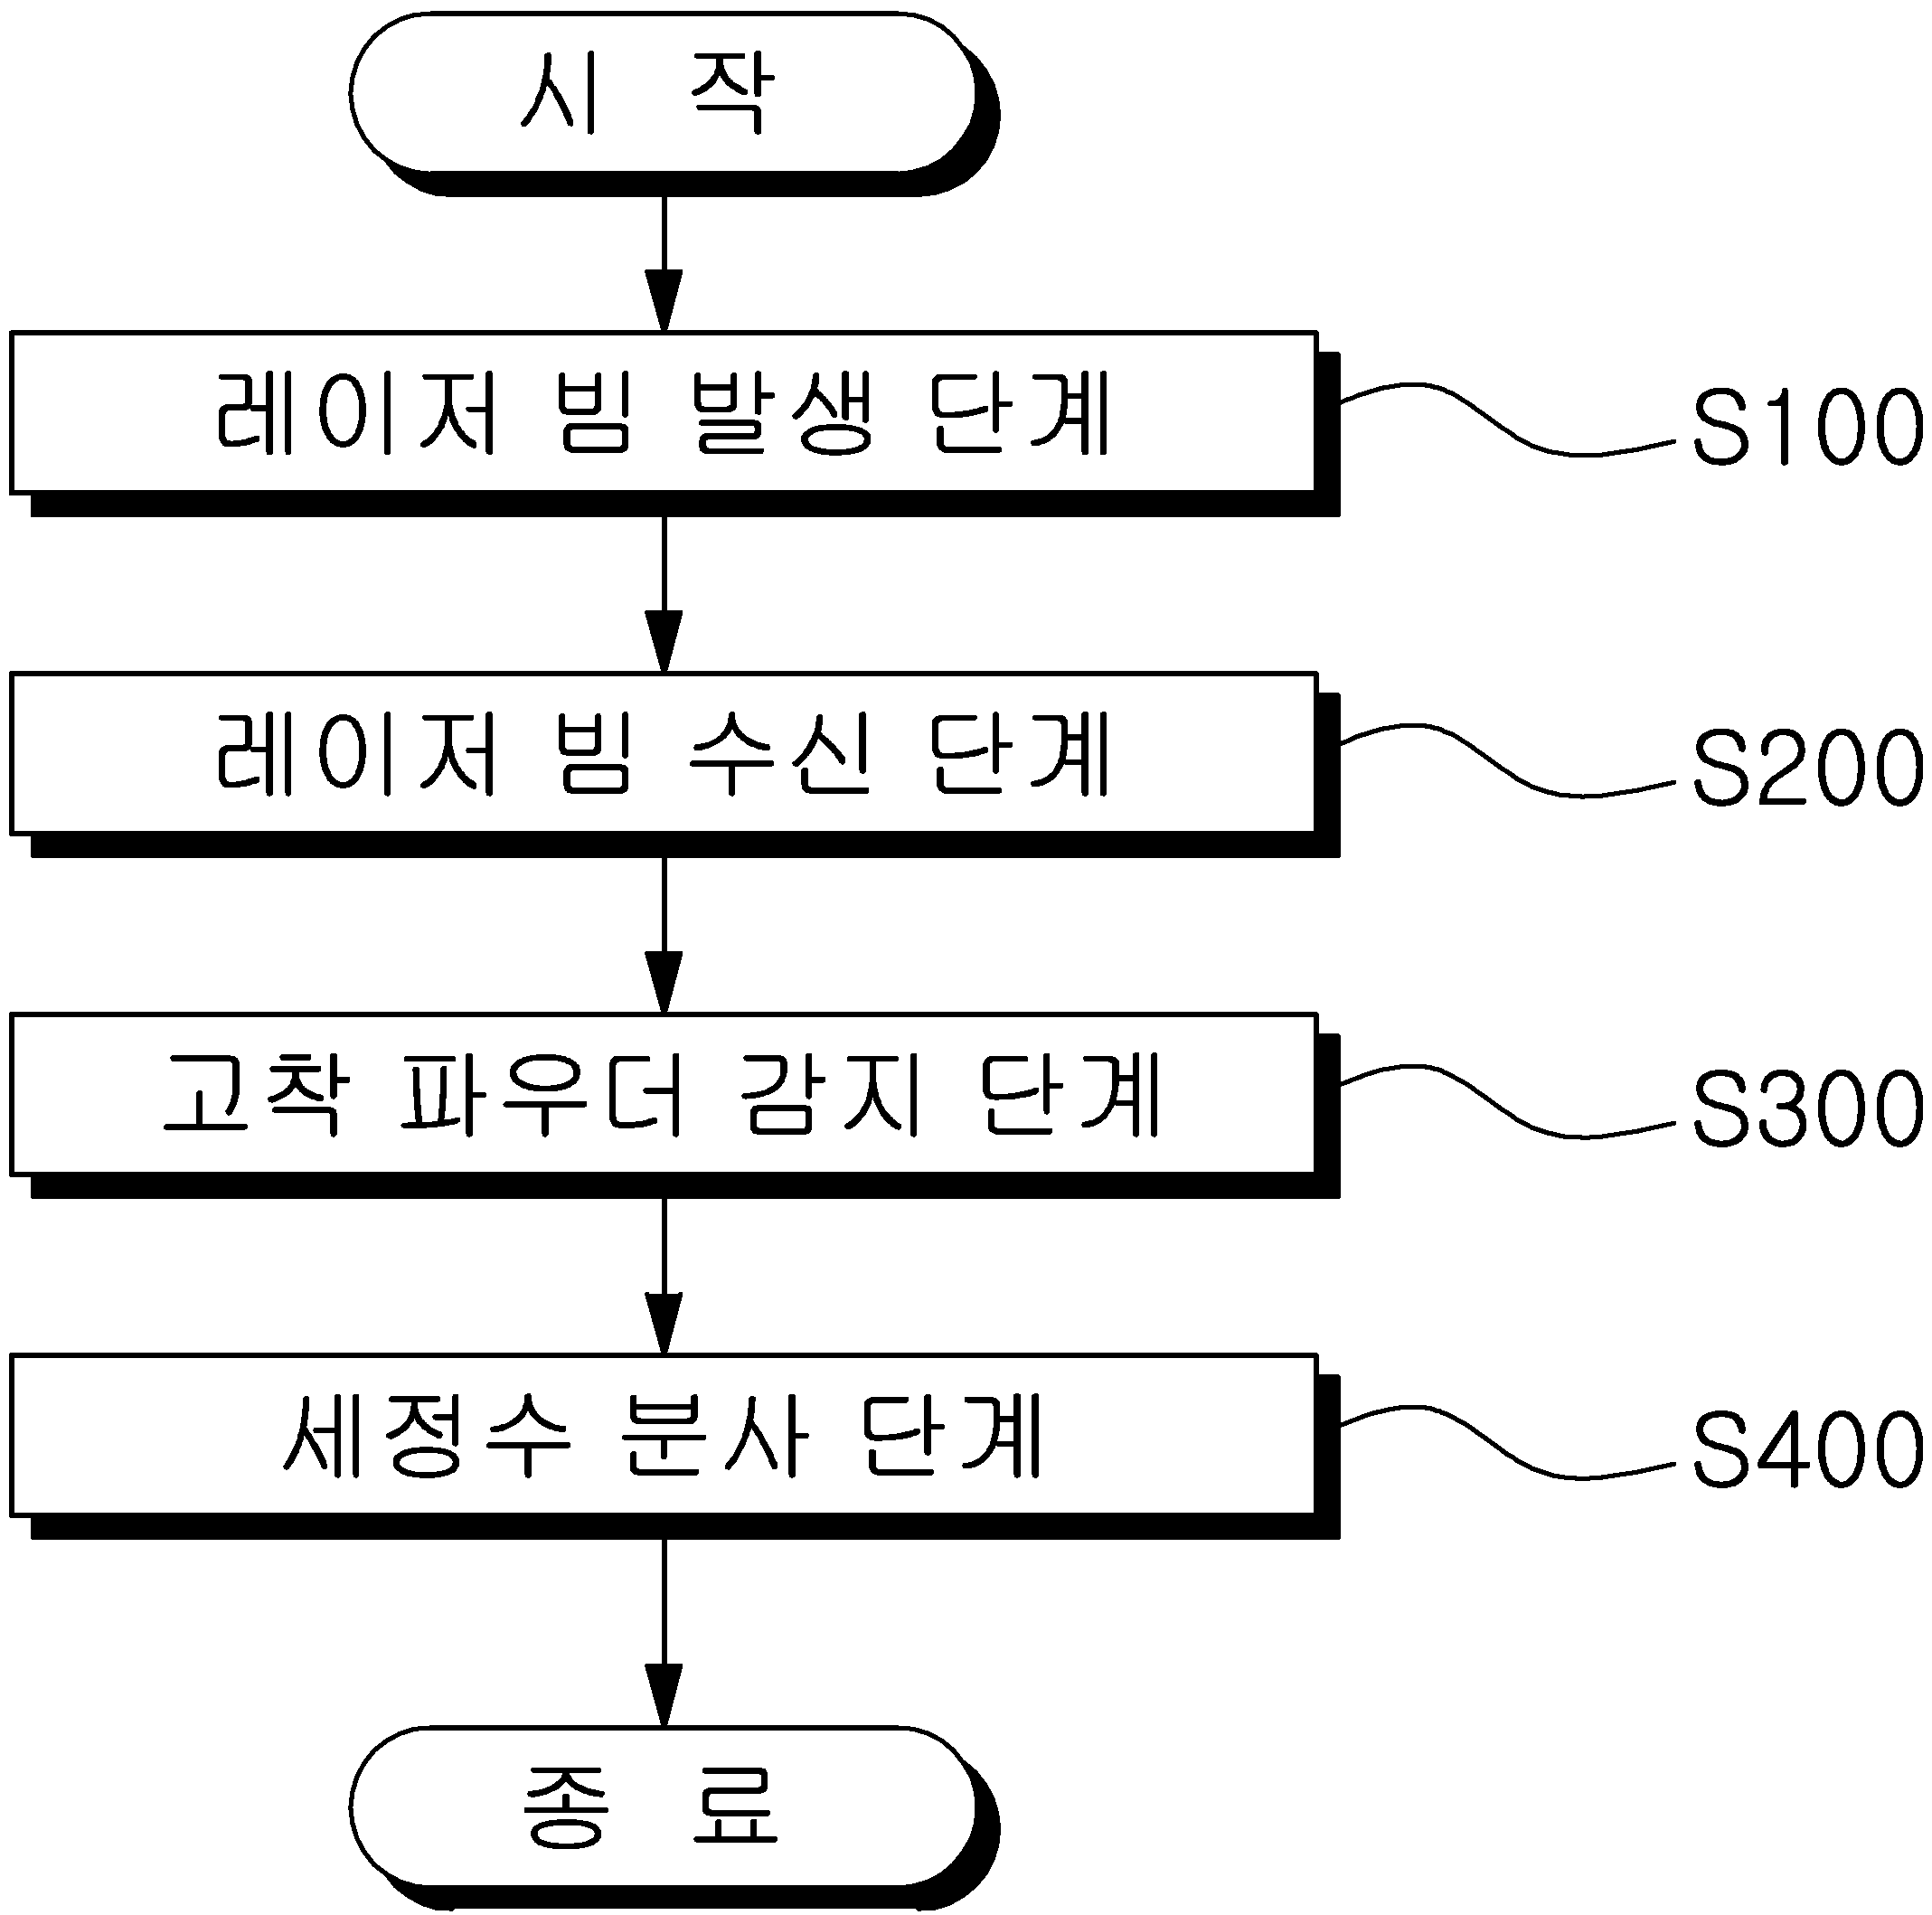 시 작
레이저 빔 발생 단계
S100
레이저 빔 수신 단계
S200
고착 파우더 감지 단계
S300
세정수 분사 단계
S400
종 료